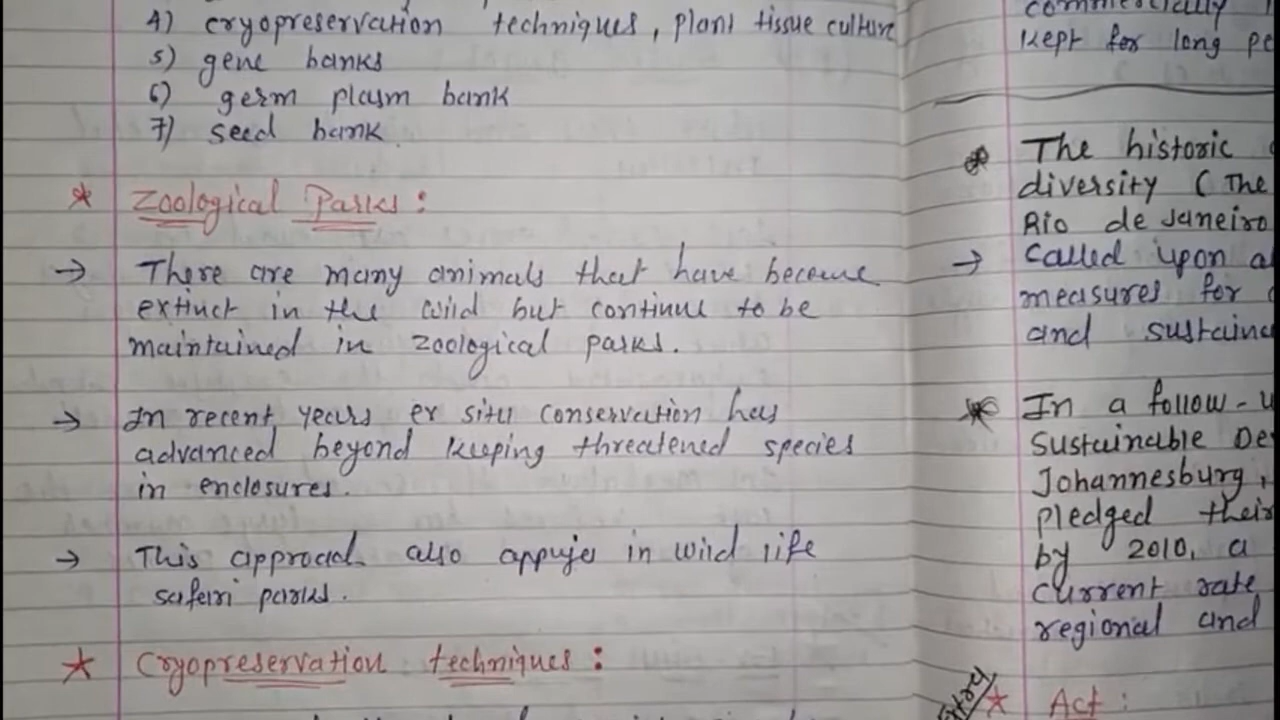 4) cryopreservation techniques, plant tissue culture
5) gene banks
6) germ plasm bank
7) seed bank.
* Zoological Parks :
→ There are many animals that have become
extinct in the wild but continue to be
maintained in zoological parks.
→ In recent years ex situ conservation has
advanced beyond keeping threatened species
in enclosures.
→ This approach also in wild life
safari parks.
* Cryopreservation techniques :
commercially
kept for long pe
* The historic
diversity (The
Rio de Janeiro
→ Called upon a
measures for
and sustaina
* In a follow-u
Sustainable De
Johannesburg,
pledged their
by 2010, a
current rate
regional and
Extra
* Act :